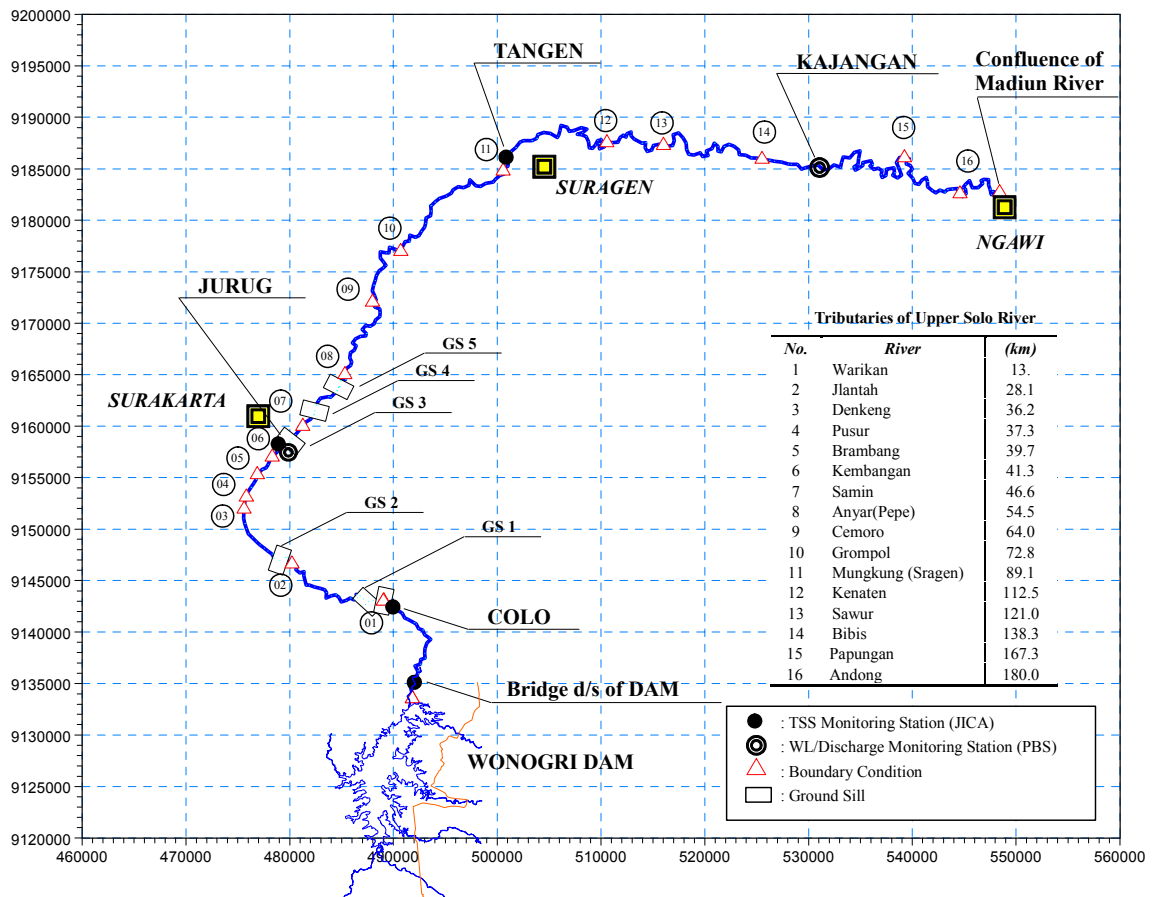 9200000
9195000
9190000
9185000
9180000
9175000
9170000
9165000
9160000
9155000
9150000
9145000
9140000
9135000
9130000
9125000
9120000
460000 470000 480000 490000 500000 510000 520000 530000 540000 550000 560000
TANGEN
KAJANGAN
Confluence of
Madiun River
12
13
14
15
16
11
SURAGEN
NGAWI
10
JURUG
09
08
GS 5
GS 4
GS 3
SURAKARTA
07
06
05
04
03
GS 2
GS 1
02
01
COLO
Bridge d/s of DAM
WONOGRI DAM
Tributaries of Upper Solo River
No. River (km)
1 Warikan 13.
2 Jlantah 28.1
3 Denkeng 36.2
4 Pusur 37.3
5 Brambang 39.7
6 Kembangan 41.3
7 Samin 46.6
8 Anyar(Pepe) 54.5
9 Cemoro 64.0
10 Grompol 72.8
11 Mungkung (Sragen) 89.1
12 Kenaten 112.5
13 Sawur 121.0
14 Bibis 138.3
15 Papungan 167.3
16 Andong 180.0
: TSS Monitoring Station (JICA)
: WL/Discharge Monitoring Station (PBS)
: Boundary Condition
: Ground Sill